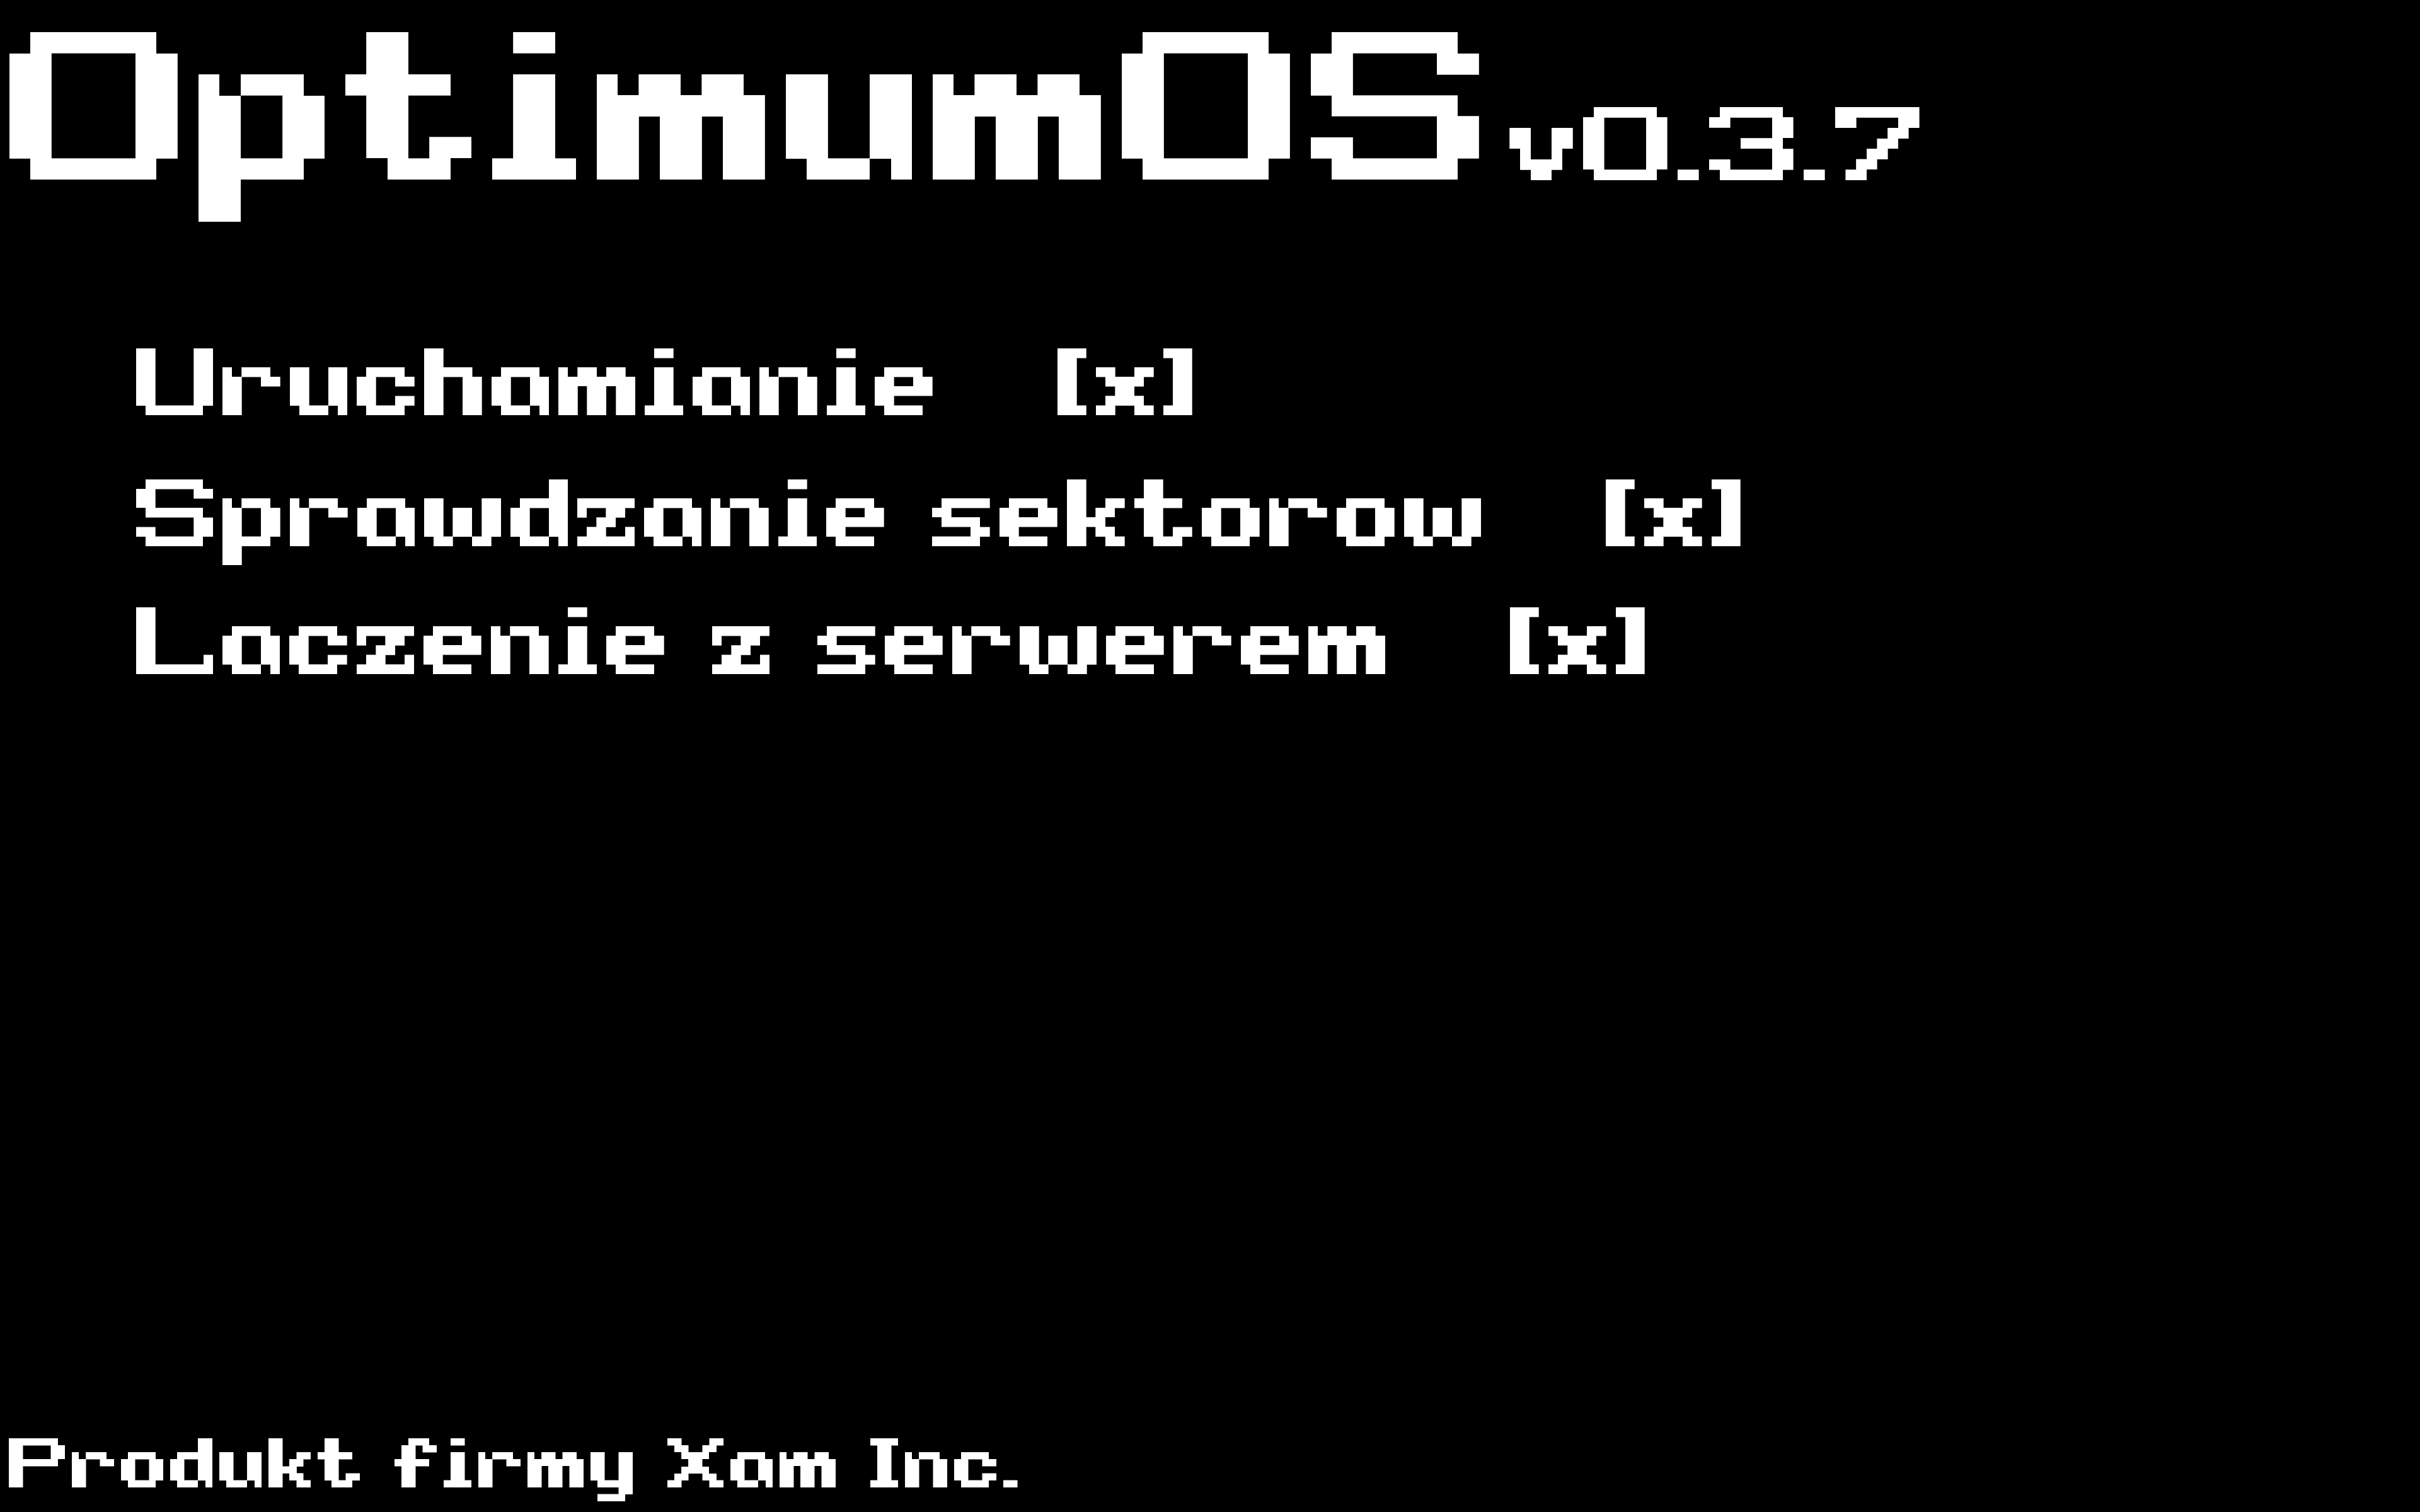 OptimumOS v0.3.7
Uruchamianie [x]
Sprawdzanie sektorow [x]
Laczenie z serwerem [x]
Produkt firmy Xam Inc.